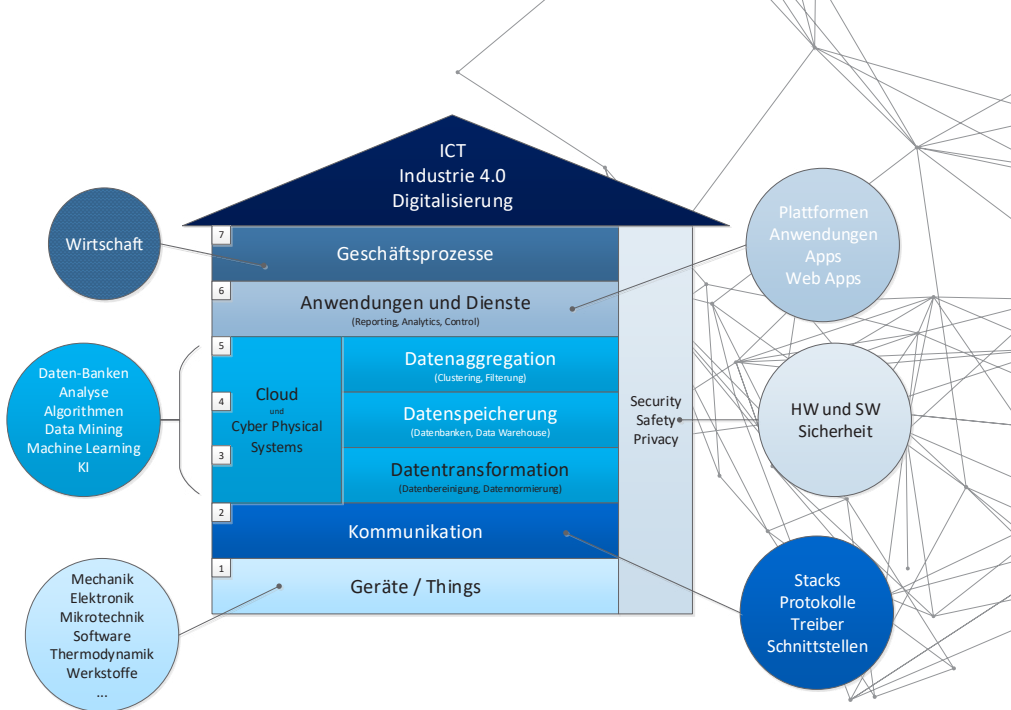 ICT
Industrie 4.0
Digitalisierung
Wirtschaft
7
Geschäftsprozesse
6
Anwendungen und Dienste
(Reporting, Analytics, Control)
Plattformen
Anwendungen
Apps
Web Apps
Daten-Banken
Analyse
Algorithmen
Data Mining
Machine Learning
KI
5
4
3
Cloud
und
Cyber Physical
Systems
Datenaggregation
(Clustering, Filterung)
Datenspeicherung
(Datenbanken, Data Warehouse)
Datentransformation
(Datenbereinigung, Datennormierung)
Security
Safety
Privacy
HW und SW
Sicherheit
2
Kommunikation
1
Geräte / Things
Mechanik
Elektronik
Mikrotechnik
Software
Thermodynamik
Werkstoffe
...
Stacks
Protokolle
Treiber
Schnittstellen